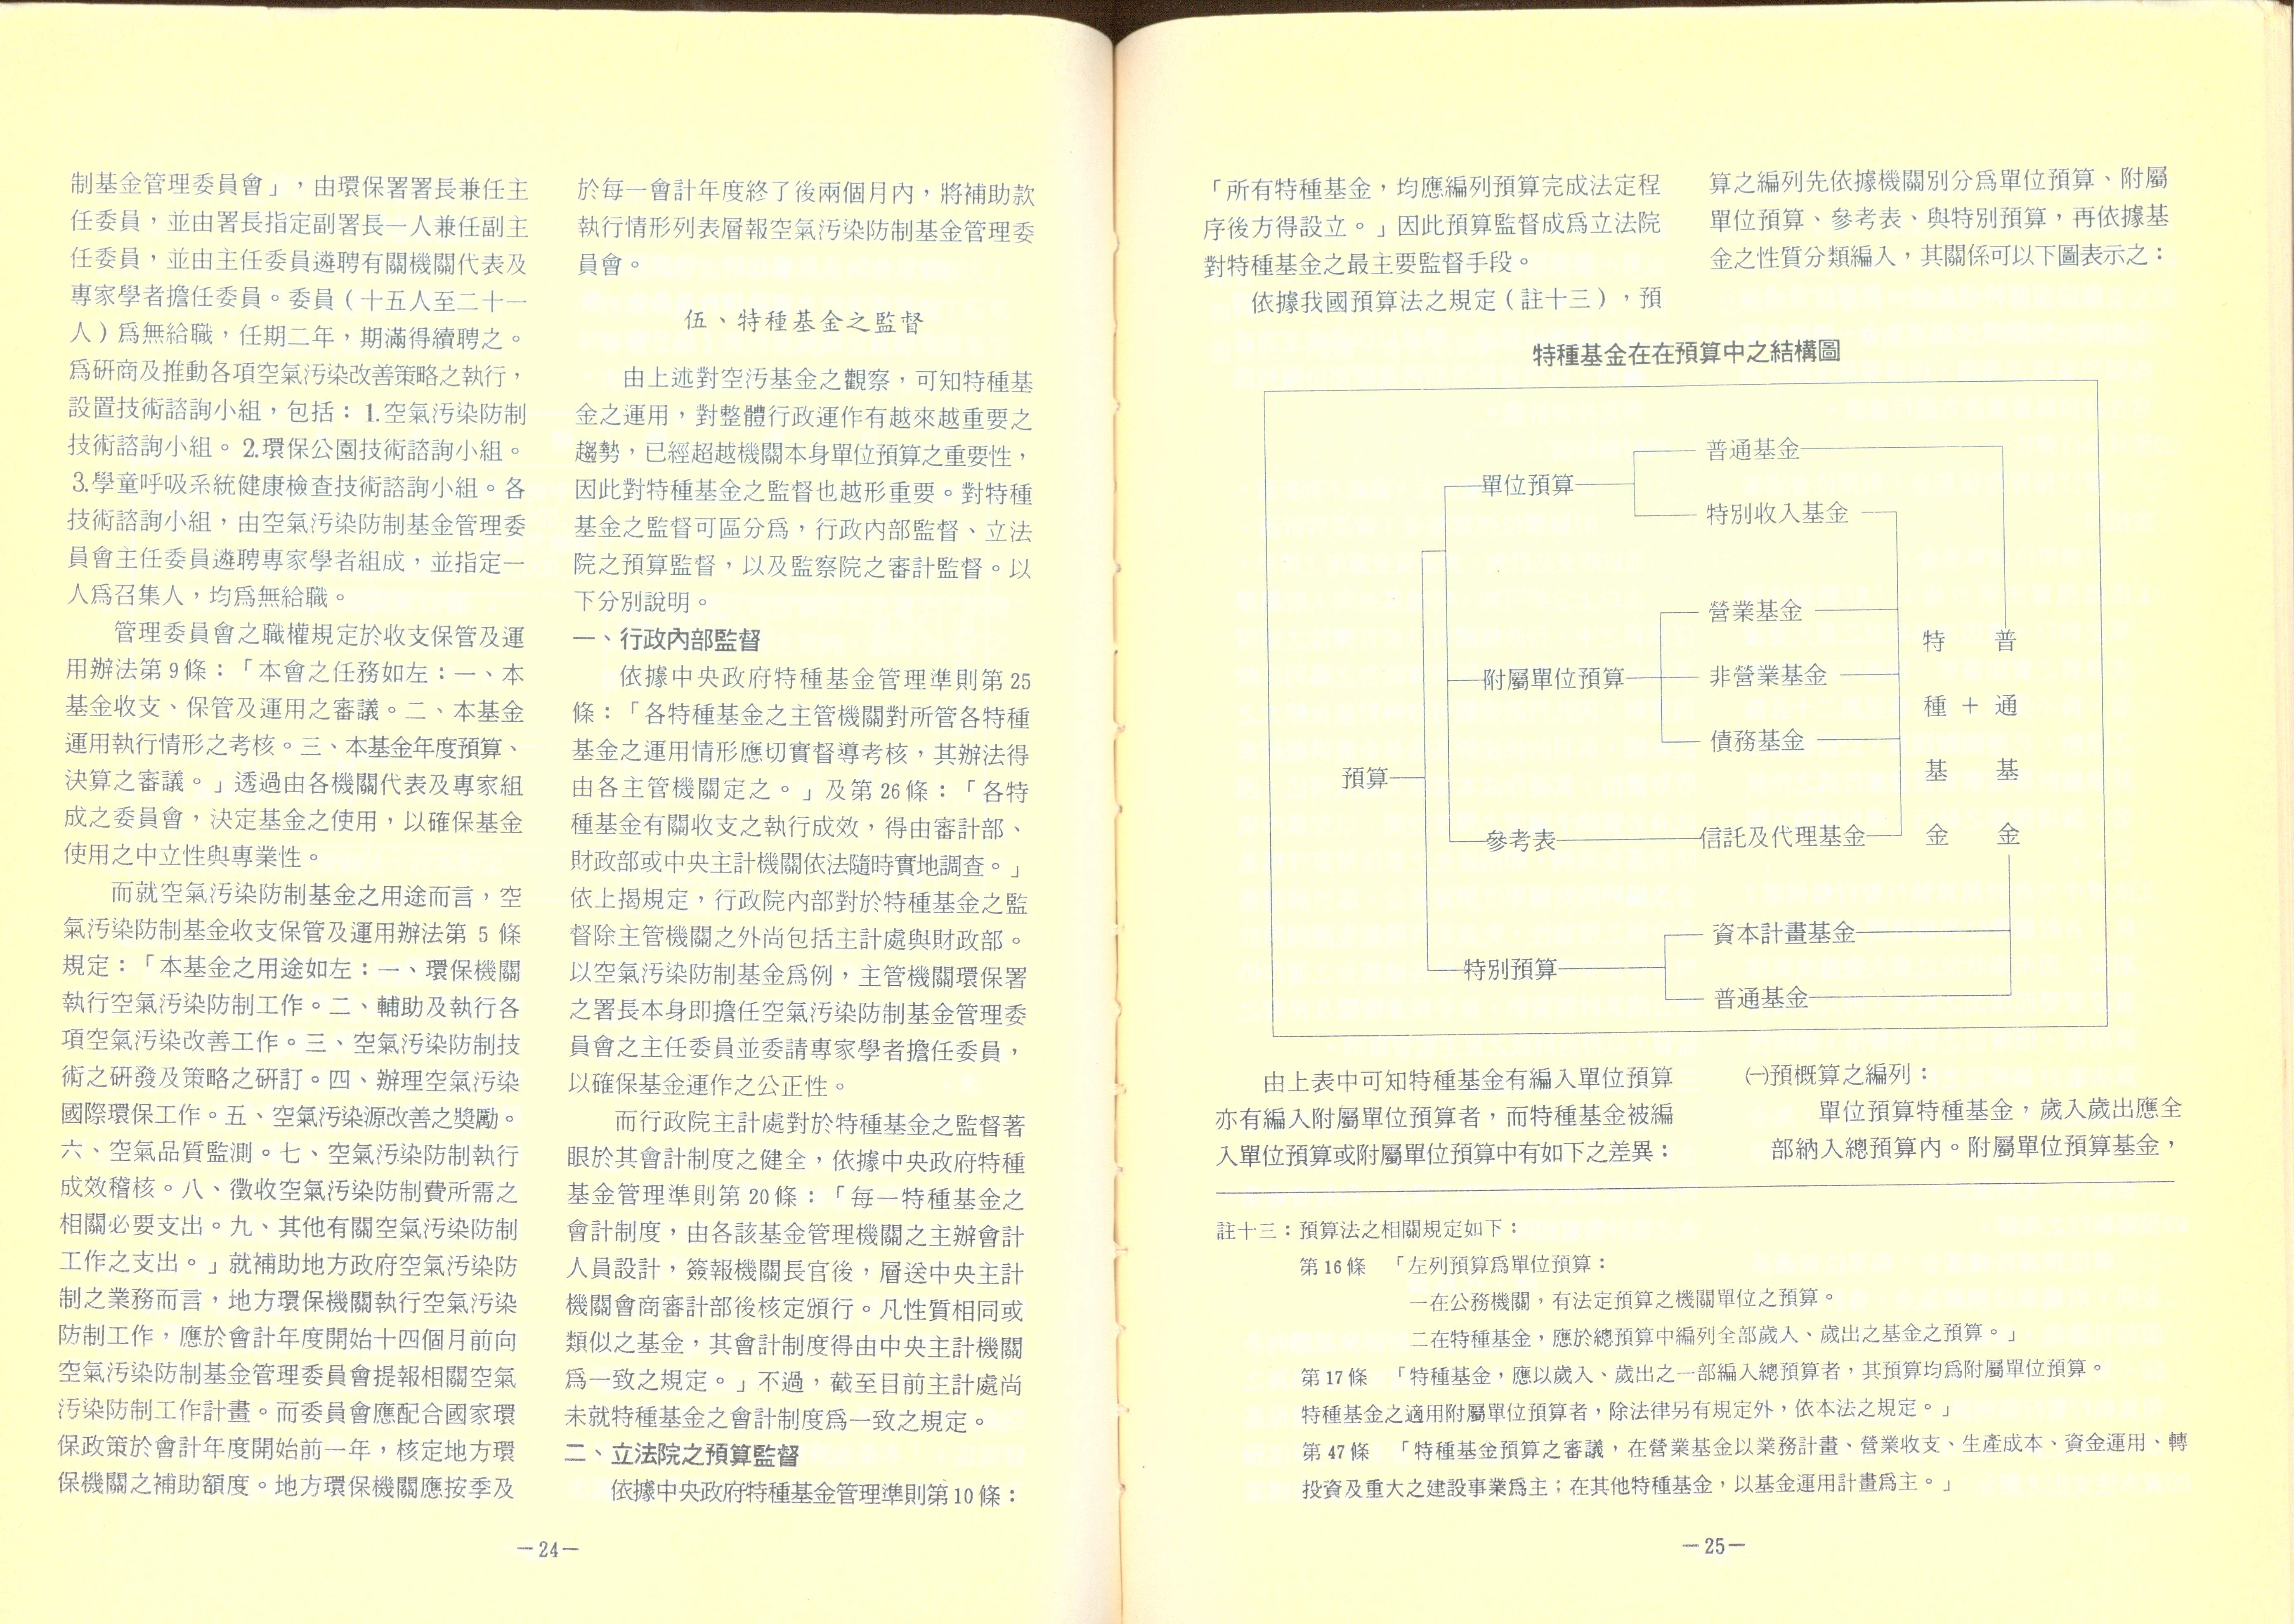 制基金管理委員會」，由環保署署長兼任主
任委員，並由署長指定副署長一人兼任副主
任委員，並由主任委員遴聘有關機關代表及
專家學者擔任委員。委員（十五人至二十一
人）爲無給職，任期二年，期滿得續聘之。
爲研商及推動各項空氣汚染改善策略之執行，
設置技術諮詢小組，包括：1.空氣汚染防制
技術諮詢小組。2.環保公園技術諮詢小組。
3.學童呼吸系統健康檢查技術諮詢小組。各
技術諮詢小組，由空氣汚染防制基金管理委
員會主任委員遴聘專家學者組成，並指定一
人爲召集人，均爲無給職。
管理委員會之職權規定於收支保管及運
用辦法第9條：「本會之任務如左：一、本
基金收支、保管及運用之審議。二、本基金
運用執行情形之考核。三、本基金年度預算、
決算之審議。」透過由各機關代表及專家組
成之委員會，決定基金之使用，以確保基金
使用之中立性與專業性。
而就空氣汚染防制基金之用途而言，空
氣汚染防制基金收支保管及運用辦法第 5 條
規定：「本基金之用途如左：一、環保機關
執行空氣汚染防制工作。二、輔助及執行各
項空氣汚染改善工作。三、空氣汚染防制技
術之研發及策略之研訂。四、辦理空氣汚染
國際環保工作。五、空氣汚染源改善之獎勵。
六、空氣品質監測。七、空氣汚染防制執行
成效稽核。八、徵收空氣汚染防制費所需之
相關必要支出。九、其他有關空氣汚染防制
工作之支出。」就補助地方政府空氣汚染防
制之業務而言，地方環保機關執行空氣汚染
防制工作，應於會計年度開始十四個月前向
空氣汚染防制基金管理委員會提報相關空氣
汚染防制工作計畫。而委員會應配合國家環
保政策於會計年度開始前一年，核定地方環
保機關之補助額度。地方環保機關應按季及
於每一會計年度終了後兩個月內，將補助款
執行情形列表層報空氣汚染防制基金管理委
員會。
伍、特種基金之監督
由上述對空汚基金之觀察，可知特種基
金之運用，對整體行政運作有越來越重要之
趨勢，已經超越機關本身單位預算之重要性，
因此對特種基金之監督也越形重要。對特種
基金之監督可區分爲，行政內部監督、立法
院之預算監督，以及監察院之審計監督。以
下分別說明。
一、行政內部監督
依據中央政府特種基金管理準則第25
條：「各特種基金之主管機關對所管各特種
基金之運用情形應切實督導考核，其辦法得
由各主管機關定之。」及第26條：「各特
種基金有關收支之執行成效，得由審計部、
財政部或中央主計機關依法隨時實地調查。」
依上揭規定，行政院內部對於特種基金之監
督除主管機關之外尚包括主計處與財政部。
以空氣汚染防制基金爲例，主管機關環保署
之署長本身即擔任空氣汚染防制基金管理委
員會之主任委員並委請專家學者擔任委員，
以確保基金運作之公正性。
而行政院主計處對於特種基金之監督著
眼於其會計制度之健全，依據中央政府特種
基金管理準則第20條：「每一特種基金之
會計制度，由各該基金管理機關之主辦會計
人員設計，簽報機關長官後，層送中央主計
機關會商審計部後核定頒行。凡性質相同或
類似之基金，其會計制度得由中央主計機關
爲一致之規定。」不過，截至目前主計處尚
未就特種基金之會計制度爲一致之規定。
二、立法院之預算監督
依據中央政府特種基金管理準則第10條：
－24－
「所有特種基金，均應編列預算完成法定程
序後方得設立。」因此預算監督成爲立法院
對特種基金之最主要監督手段。
依據我國預算法之規定（註十三），預
算之編列先依據機關別分爲單位預算、附屬
單位預算、參考表、與特別預算，再依據基
金之性質分類編入，其關係可以下圖表示之：
特種基金在在預算中之結構圖
預算
單位預算
普通基金
特別收入基金
附屬單位預算
營業基金
非營業基金
債務基金
參考表
信託及代理基金
特別預算
資本計畫基金
普通基金
特種基金
＋
普通基金
由上表中可知特種基金有編入單位預算
亦有編入附屬單位預算者，而特種基金被編
入單位預算或附屬單位預算中有如下之差異：
㈠預概算之編列：
單位預算特種基金，歲入歲出應全
部納入總預算內。附屬單位預算基金，
註十三：預算法之相關規定如下：
第16條　「左列預算爲單位預算：
一在公務機關，有法定預算之機關單位之預算。
二在特種基金，應於總預算中編列全部歲入、歲出之基金之預算。」
第17條　「特種基金，應以歲入、歲出之一部編入總預算者，其預算均爲附屬單位預算。
特種基金之適用附屬單位預算者，除法律另有規定外，依本法之規定。」
第47條　「特種基金預算之審議，在營業基金以業務計畫、營業收支、生產成本、資金運用、轉
投資及重大之建設事業爲主；在其他特種基金，以基金運用計畫爲主。」
－25－